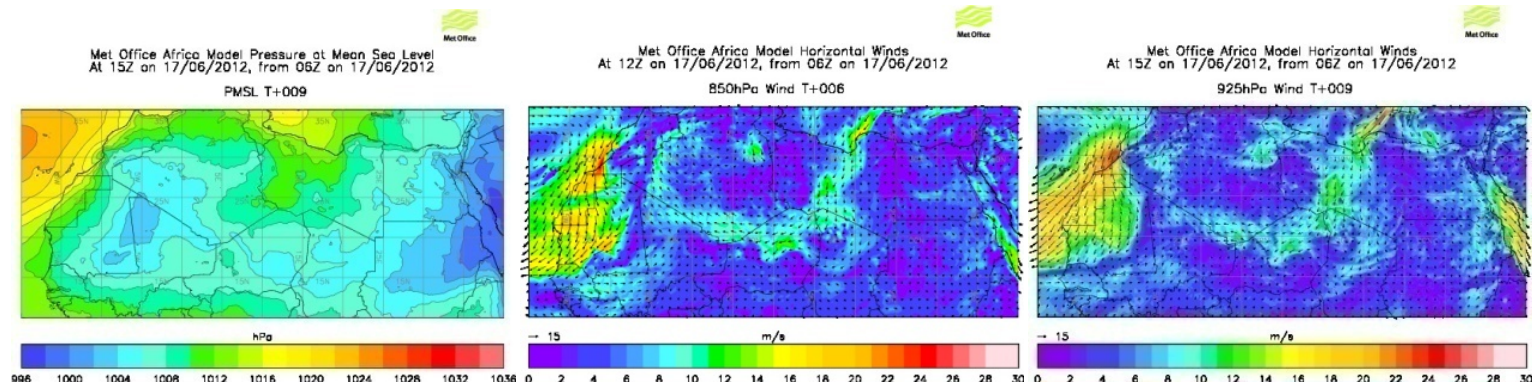 Met Office
Met Office Africa Model Pressure at Mean Sea Level
At 15Z on 17/06/2012, from 06Z on 17/06/2012
PMSL T+009
35N
35N
25N
25N
15N
15N
hPa
996 1000 1004 1008 1012 1016 1020 1024 1028 1032 1036
Met Office
Met Office Africa Model Horizontal Winds
At 12Z on 17/06/2012, from 06Z on 17/06/2012
850hPa Wind T+006
→ 15
m/s
0 2 4 6 8 10 12 14 16 18 20 22 24 26 28 30
Met Office
Met Office Africa Model Horizontal Winds
At 15Z on 17/06/2012, from 06Z on 17/06/2012
925hPa Wind T+009
→ 15
m/s
0 2 4 6 8 10 12 14 16 18 20 22 24 26 28 30